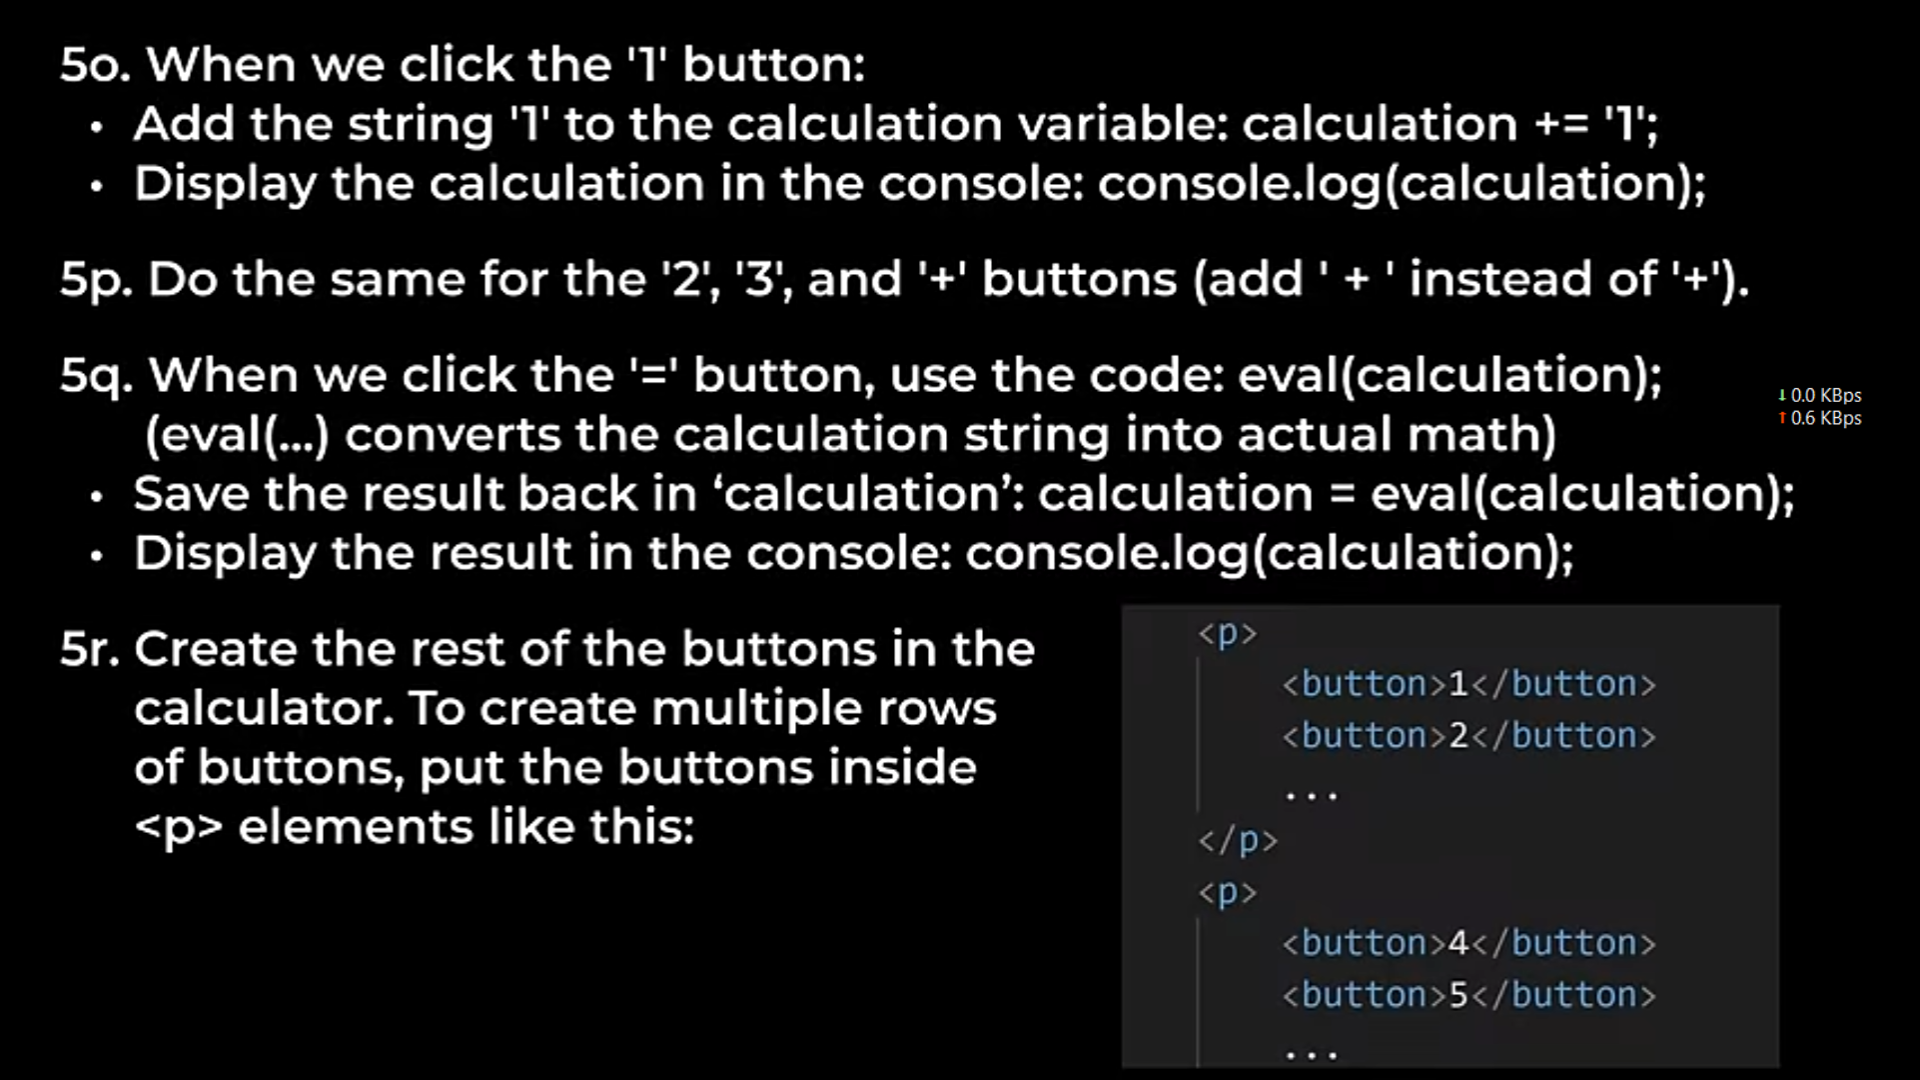 5o. When we click the '1' button:
• Add the string '1' to the calculation variable: calculation += '1';
• Display the calculation in the console: console.log(calculation);
5p. Do the same for the '2', '3', and '+' buttons (add ' + ' instead of '+').
5q. When we click the '=' button, use the code: eval(calculation);
(eval(...) converts the calculation string into actual math)
• Save the result back in ‘calculation’: calculation = eval(calculation);
• Display the result in the console: console.log(calculation);
↓ 0.0 KBps
↑ 0.6 KBps
5r. Create the rest of the buttons in the
calculator. To create multiple rows
of buttons, put the buttons inside
<p> elements like this:
<p>
<button>1</button>
<button>2</button>
...
</p>
<p>
<button>4</button>
<button>5</button>
...